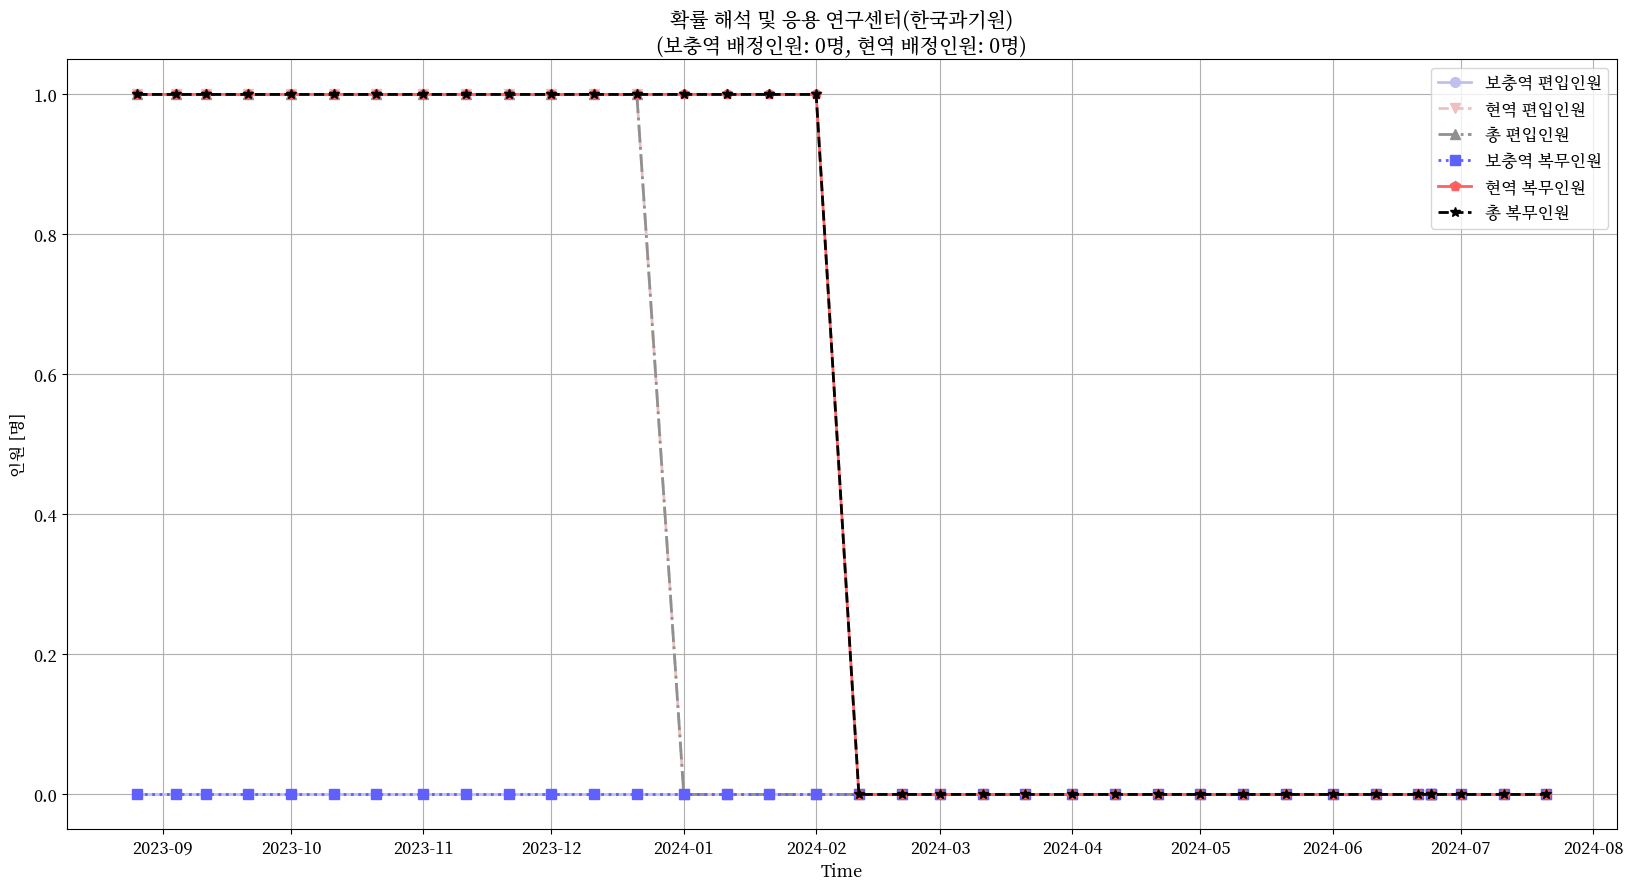 확률 해석 및 응용 연구센터(한국과기원)
(보충역 배정인원: 0명, 현역 배정인원: 0명)
보충역 편입인원
현역 편입인원
총 편입인원
보충역 복무인원
현역 복무인원
총 복무인원
인원 [명]
1.0
0.8
0.6
0.4
0.2
0.0
2023-09
2023-10
2023-11
2023-12
2024-01
2024-02
2024-03
2024-04
2024-05
2024-06
2024-07
2024-08
Time